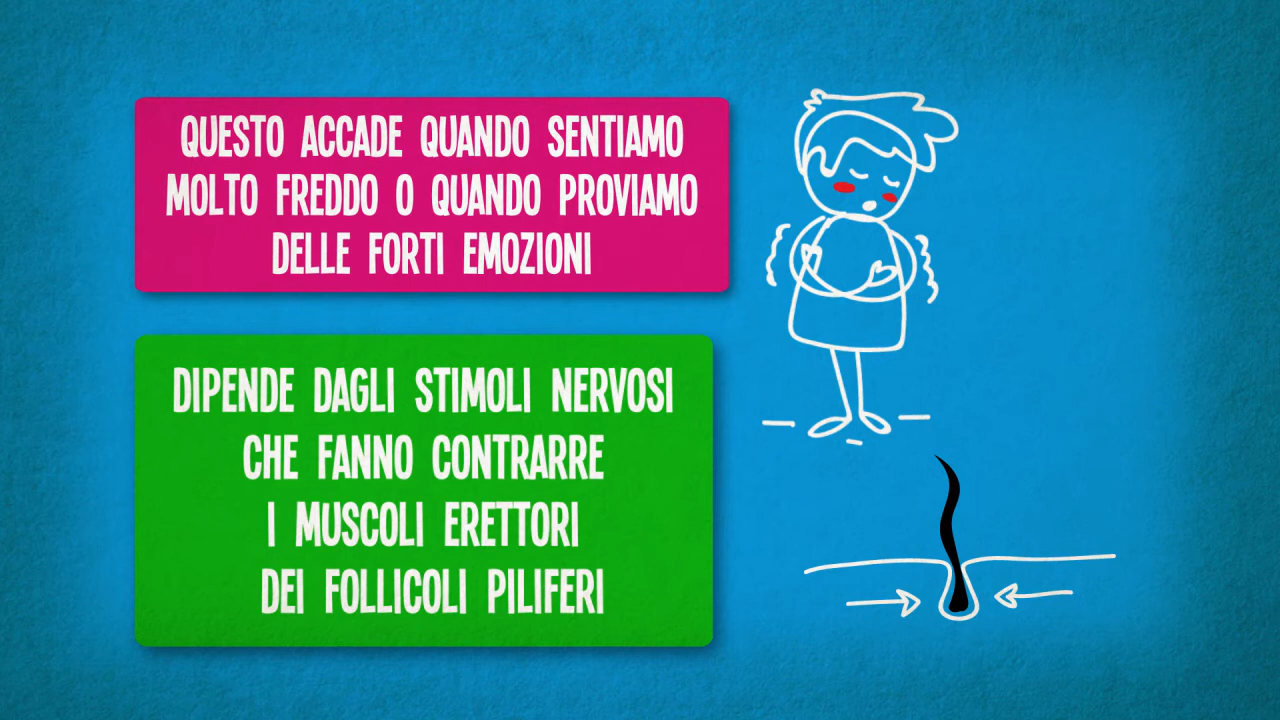 QUESTO ACCADE QUANDO SENTIAMO
MOLTO FREDDO O QUANDO PROVIAMO
DELLE FORTI EMOZIONI
DIPENDE DAGLI STIMOLI NERVOSI
CHE FANNO CONTRARRE
I MUSCOLI ERETTORI
DEI FOLLICOLI PILIFERI